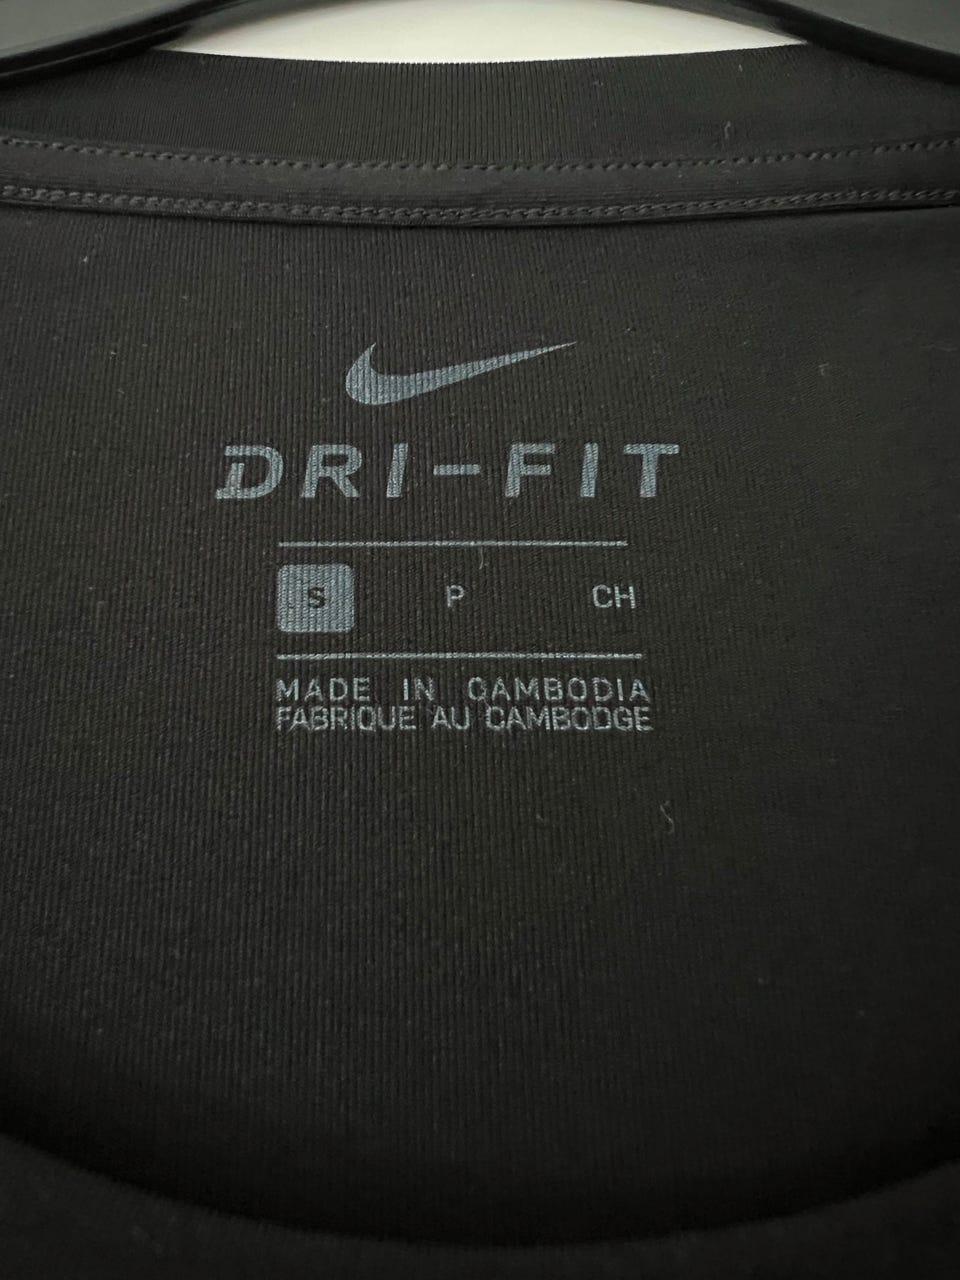 DRI-FIT
S P CH
MADE IN CAMBODIA
FABRIQUE AU CAMBODGE